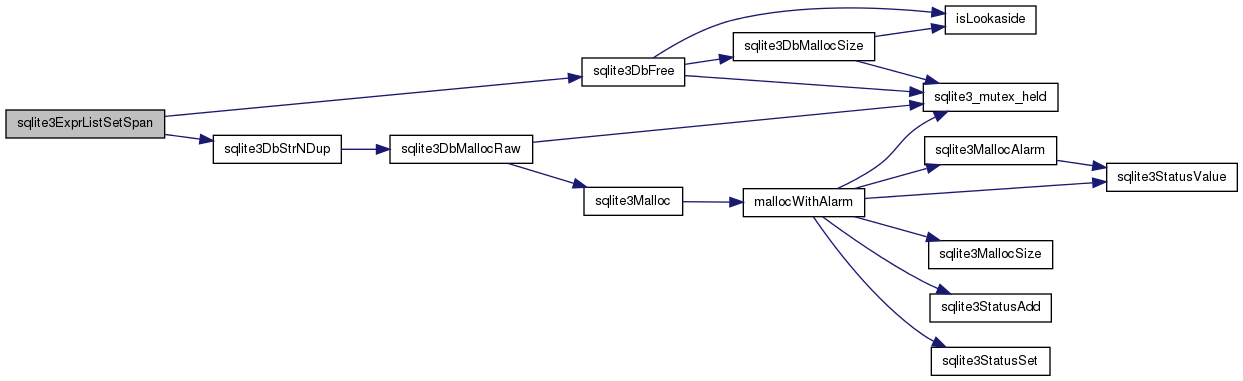 sqlite3ExprListSetSpan
sqlite3DbFree
sqlite3DbStrNDup
sqlite3DbMallocSize
isLookaside
sqlite3_mutex_held
sqlite3DbMallocRaw
sqlite3Malloc
mallocWithAlarm
sqlite3MallocAlarm
sqlite3StatusValue
sqlite3MallocSize
sqlite3StatusAdd
sqlite3StatusSet